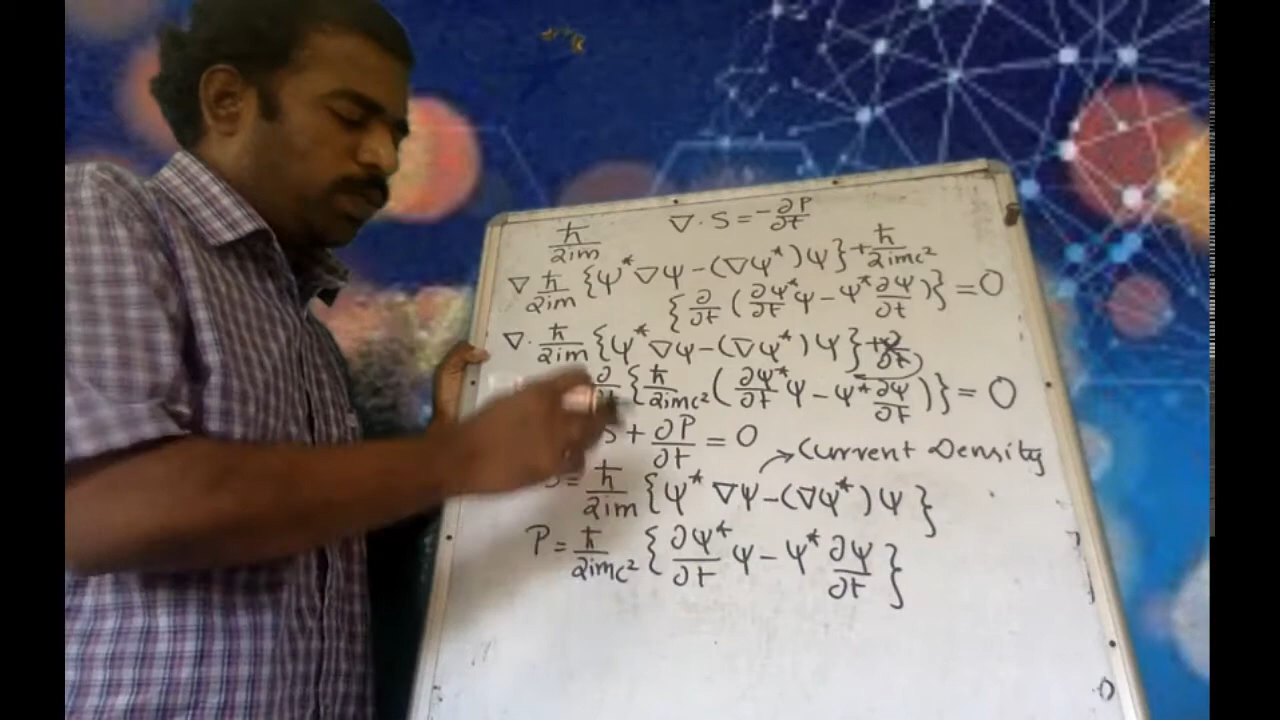 ∇·S = -∂P/∂t
ħ/2im
∇ ħ/2im {ψ* ∇ψ - (∇ψ*) ψ} + ħ/2imc²
{∂/∂t (∂ψ*/∂t ψ - ψ* ∂ψ/∂t)} = 0
∇· ħ/2im {ψ* ∇ψ - (∇ψ*) ψ} +
∂/∂t {ħ/2imc² (∂ψ*/∂t ψ - ψ* ∂ψ/∂t)} = 0
S + ∂P/∂t = 0
→ Current Density
S = ħ/2im {ψ* ∇ψ - (∇ψ*) ψ}
P = ħ/2imc² {∂ψ*/∂t ψ - ψ* ∂ψ/∂t}